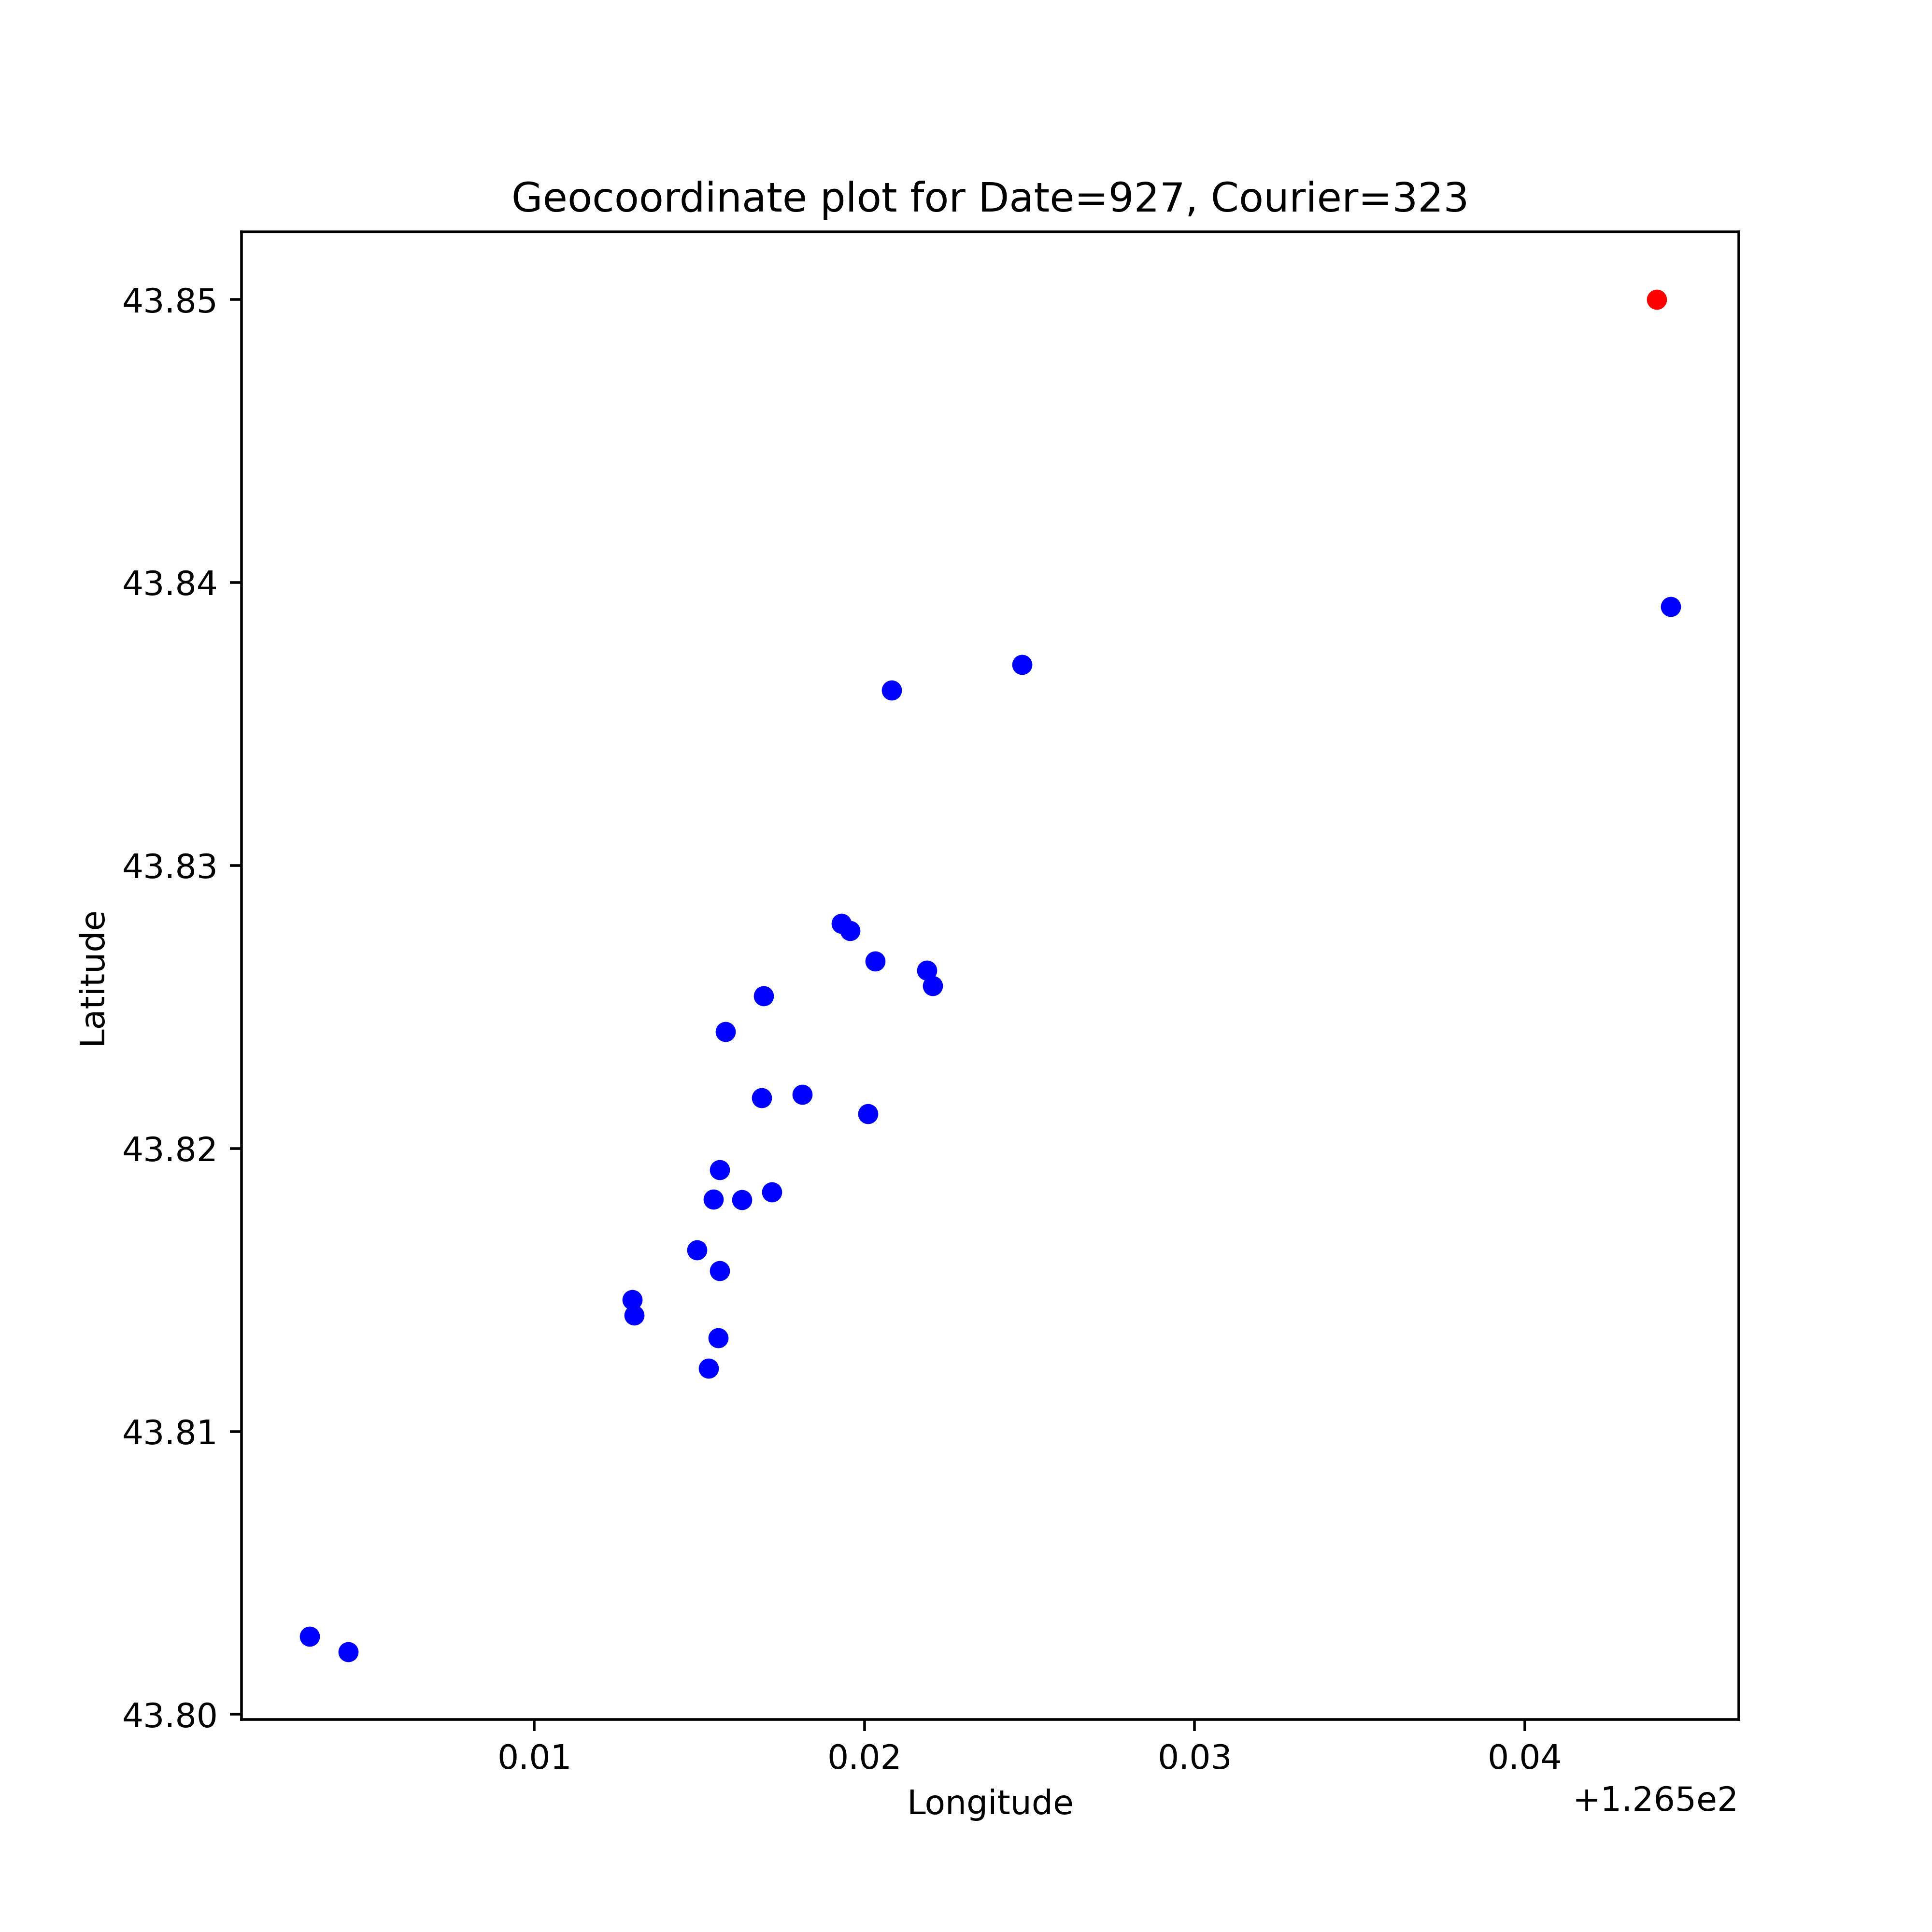 Geocoordinate plot for Date=927, Courier=323
43.85
43.84
43.83
43.82
43.81
43.80
Latitude
0.01 0.02 0.03 0.04
Longitude
+1.265e2